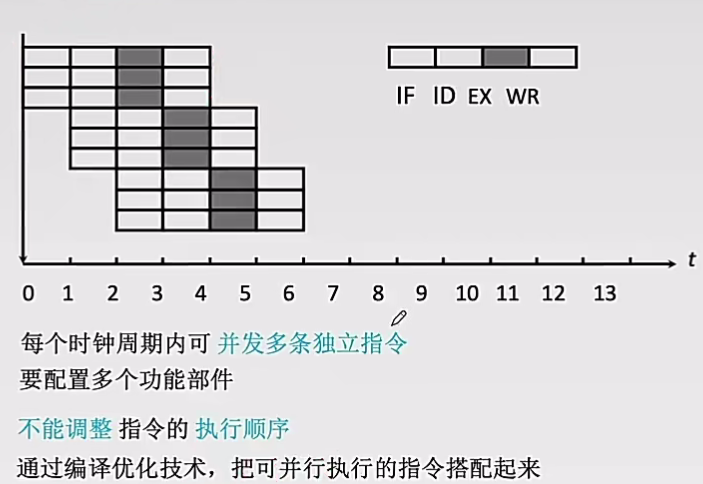 IF ID EX WR
t
0 1 2 3 4 5 6 7 8 9 10 11 12 13
每个时钟周期内可 并发多条独立指令
要配置多个功能部件
不能调整 指令的 执行顺序
通过编译优化技术，把可并行执行的指令搭配起来